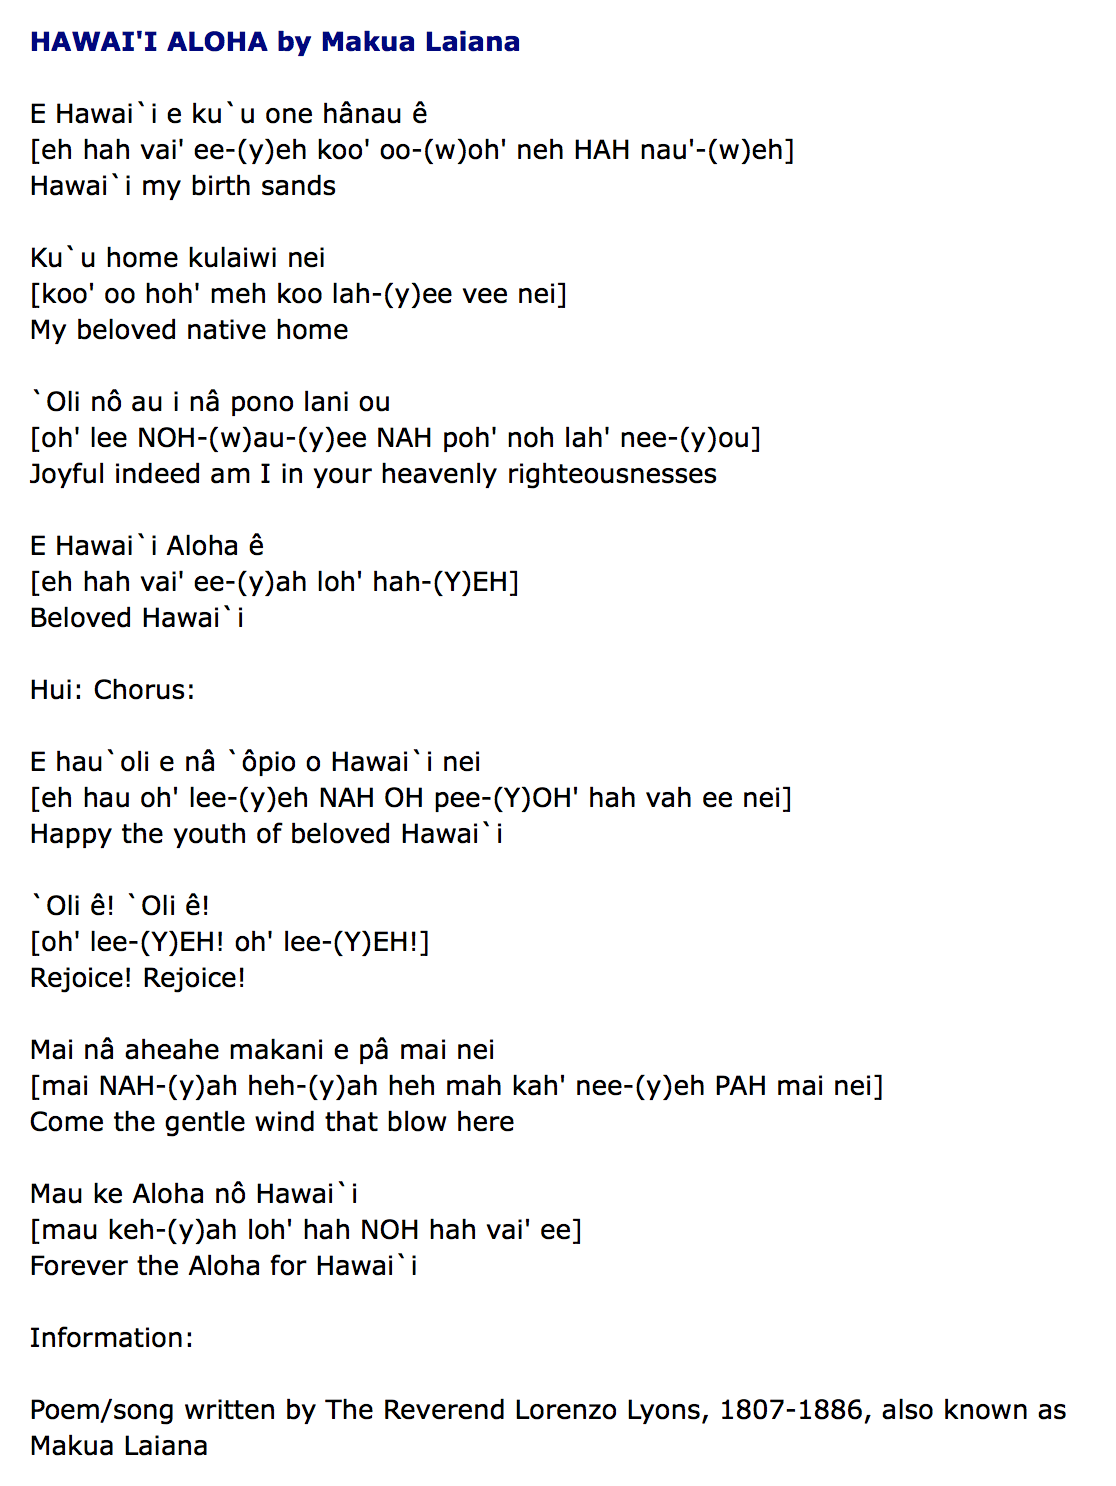 HAWAI'I ALOHA by Makua Laiana
E Hawai`i e ku`u one hânau ê
[eh hah vai' ee-(y)eh koo' oo-(w)oh' neh HAH nau'-(w)eh]
Hawai`i my birth sands
Ku`u home kulaiwi nei
[koo' oo hoh' meh koo lah-(y)ee vee nei]
My beloved native home
`Oli nô au i nâ pono lani ou
[oh' lee NOH-(w)au-(y)ee NAH poh' noh lah' nee-(y)ou]
Joyful indeed am I in your heavenly righteousnesses
E Hawai`i Aloha ê
[eh hah vai' ee-(y)ah loh' hah-(Y)EH]
Beloved Hawai`i
Hui: Chorus:
E hau`oli e nâ `ôpio o Hawai`i nei
[eh hau oh' lee-(y)eh NAH OH pee-(Y)OH' hah vah ee nei]
Happy the youth of beloved Hawai`i
`Oli ê! `Oli ê!
[oh' lee-(Y)EH! oh' lee-(Y)EH!]
Rejoice! Rejoice!
Mai nâ aheahe makani e pâ mai nei
[mai NAH-(y)ah heh-(y)ah heh mah kah' nee-(y)eh PAH mai nei]
Come the gentle wind that blow here
Mau ke Aloha nô Hawai`i
[mau keh-(y)ah loh' hah NOH hah vai' ee]
Forever the Aloha for Hawai`i
Information:
Poem/song written by The Reverend Lorenzo Lyons, 1807-1886, also known as
Makua Laiana